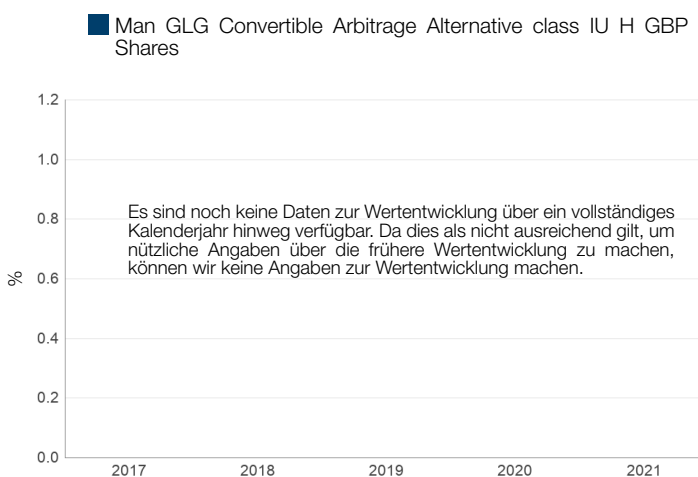 Man GLG Convertible Arbitrage Alternative class IU H GBP
Shares
1.2
1.0
Es sind noch keine Daten zur Wertentwicklung über ein vollständiges
0.8
Kalenderjahr hinweg verfügbar. Da dies als nicht ausreichend gilt, um
nützliche Angaben über die frühere Wertentwicklung zu machen,
können wir keine Angaben zur Wertentwicklung machen.
%
0.6
0.4
0.2
0.0
2017 2018 2019 2020 2021